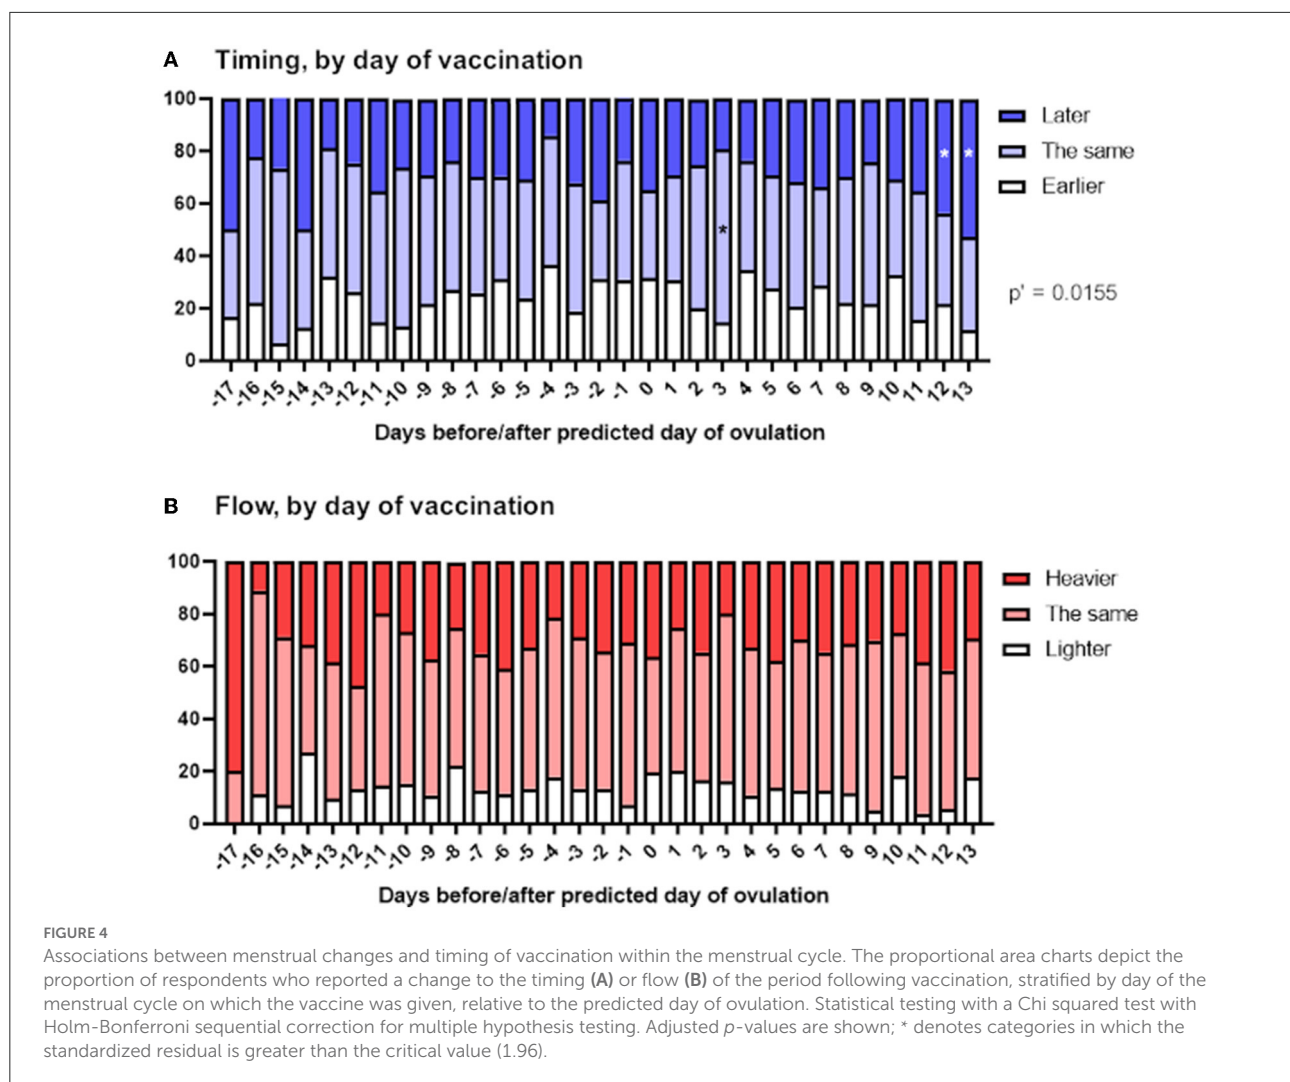 A Timing, by day of vaccination
100
80
60
40
20
0
Later
The same
Earlier
* *
*
p' = 0.0155
-17 -16 -15 -14 -13 -12 -11 -10 -9 -8 -7 -6 -5 -4 -3 -2 -1 0 1 2 3 4 5 6 7 8 9 10 11 12 13
Days before/after predicted day of ovulation
B Flow, by day of vaccination
100
80
60
40
20
0
Heavier
The same
Lighter
-17 -16 -15 -14 -13 -12 -11 -10 -9 -8 -7 -6 -5 -4 -3 -2 -1 0 1 2 3 4 5 6 7 8 9 10 11 12 13
Days before/after predicted day of ovulation
FIGURE 4
Associations between menstrual changes and timing of vaccination within the menstrual cycle. The proportional area charts depict the
proportion of respondents who reported a change to the timing (A) or flow (B) of the period following vaccination, stratified by day of the
menstrual cycle on which the vaccine was given, relative to the predicted day of ovulation. Statistical testing with a Chi squared test with
Holm-Bonferroni sequential correction for multiple hypothesis testing. Adjusted p-values are shown; * denotes categories in which the
standardized residual is greater than the critical value (1.96).